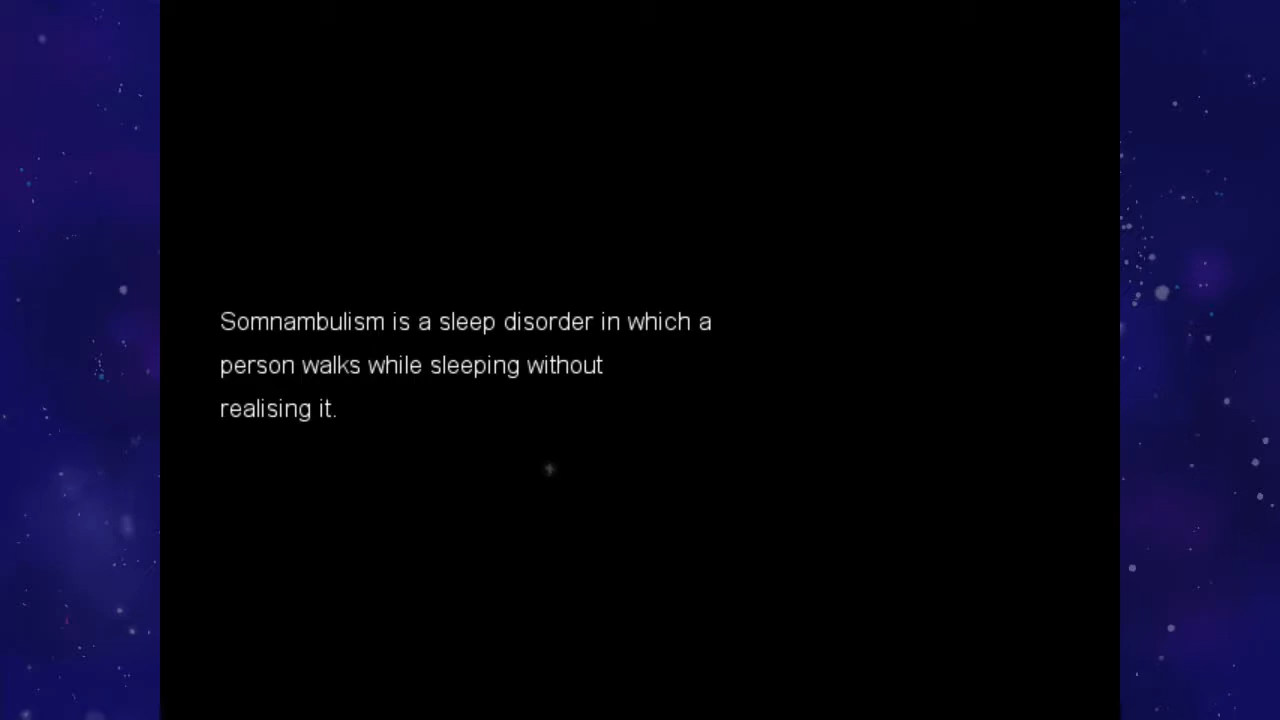 Somnambulism is a sleep disorder in which a
person walks while sleeping without
realising it.